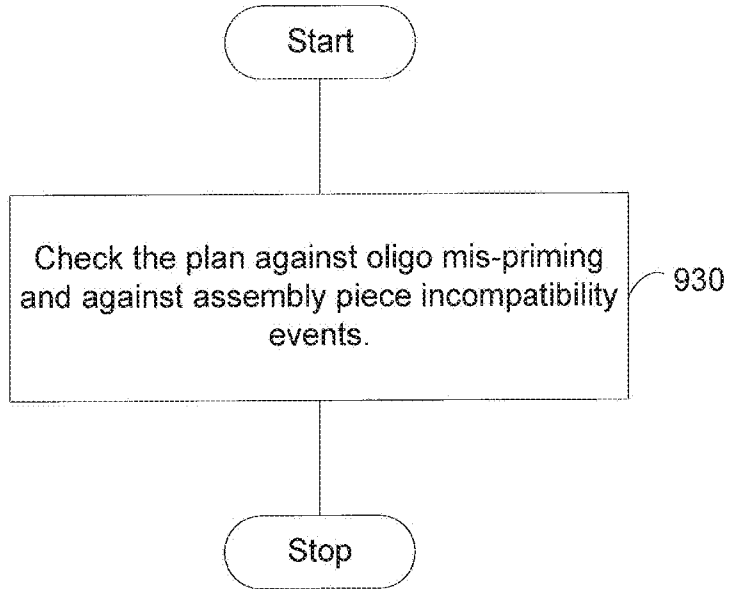 Start
Check the plan against oligo mis-priming
and against assembly piece incompatibility
events.
930
Stop